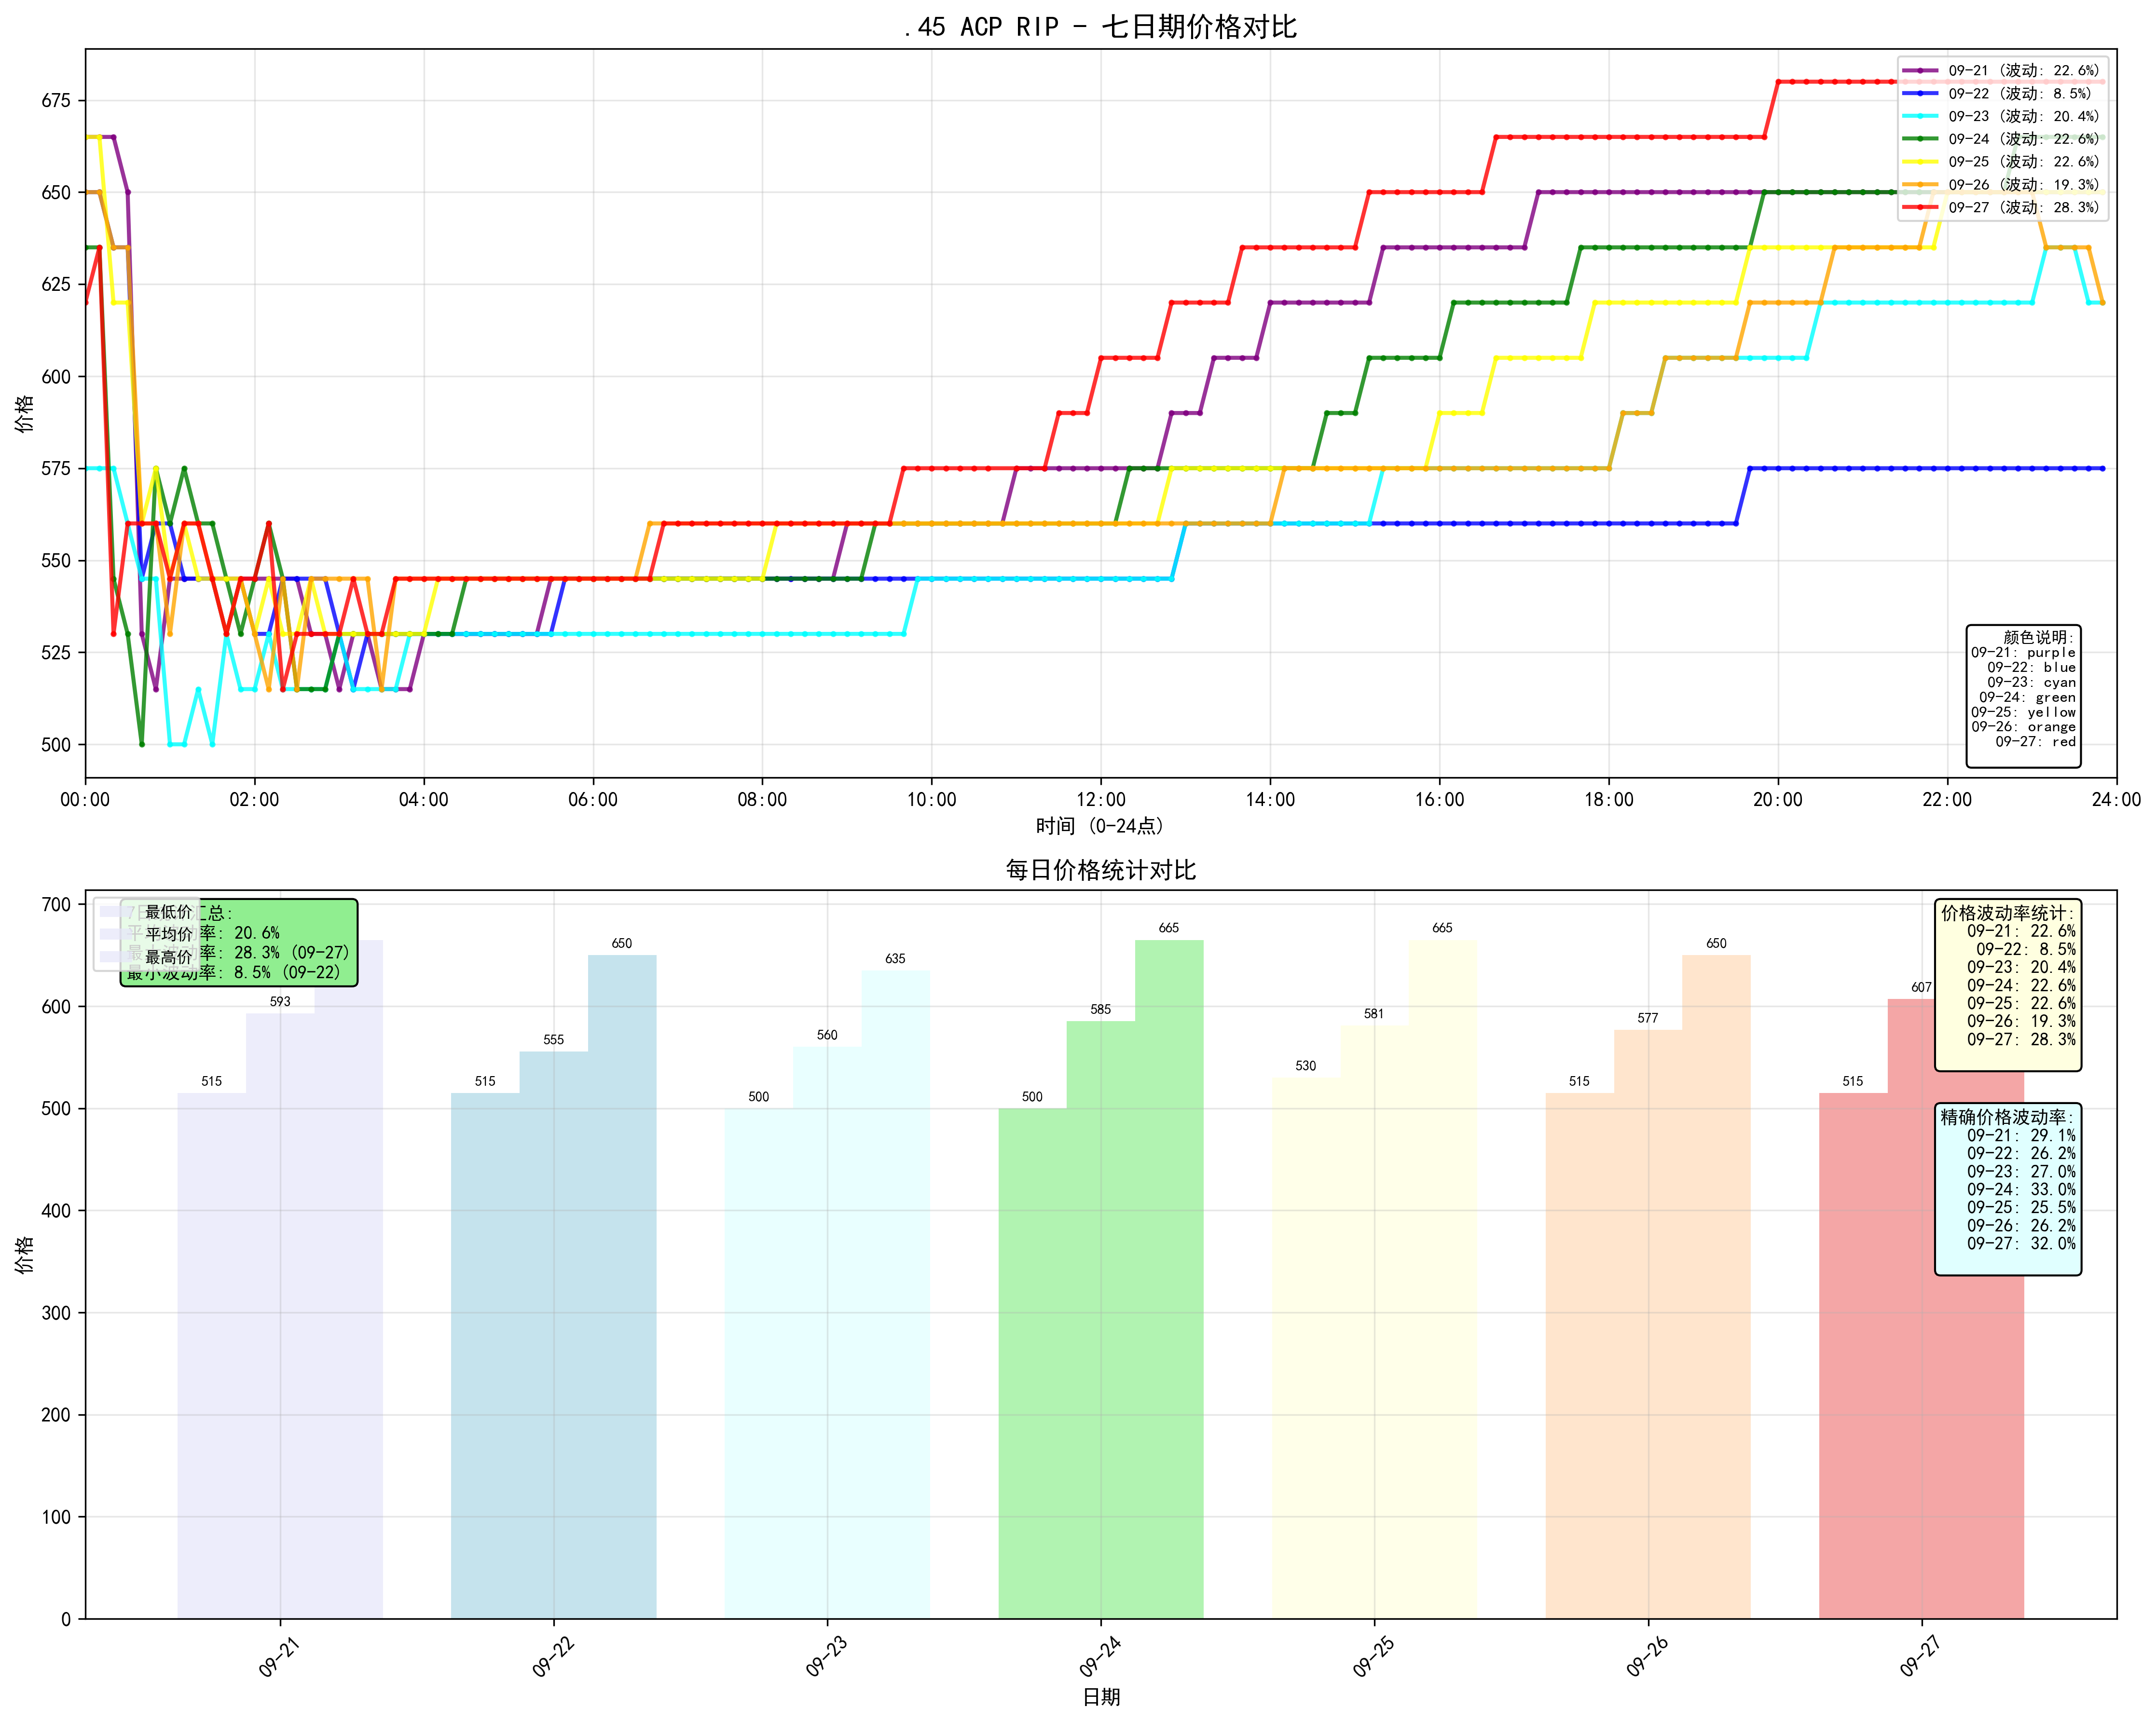 .45 ACP RIP - 七日期价格对比
价格
675
650
625
600
575
550
525
500
09-21 (波动: 22.6%)
09-22 (波动: 8.5%)
09-23 (波动: 20.4%)
09-24 (波动: 22.6%)
09-25 (波动: 22.6%)
09-26 (波动: 19.3%)
09-27 (波动: 28.3%)
颜色说明:
09-21: purple
09-22: blue
09-23: cyan
09-24: green
09-25: yellow
09-26: orange
09-27: red
00:00 02:00 04:00 06:00 08:00 10:00 12:00 14:00 16:00 18:00 20:00 22:00 24:00
时间 (0-24点)
每日价格统计对比
价格
700
600
500
400
300
200
100
0
最低价
平均价
最高价
汇总:
率: 20.6%
率: 28.3% (09-27)
最小波动率: 8.5% (09-22)
515 593
515 555 650
500 560 635
500 585 665
530 581 665
515 577 650
515 607
价格波动率统计:
09-21: 22.6%
09-22: 8.5%
09-23: 20.4%
09-24: 22.6%
09-25: 22.6%
09-26: 19.3%
09-27: 28.3%
精确价格波动率:
09-21: 29.1%
09-22: 26.2%
09-23: 27.0%
09-24: 33.0%
09-25: 25.5%
09-26: 26.2%
09-27: 32.0%
09-21 09-22 09-23 09-24 09-25 09-26 09-27
日期